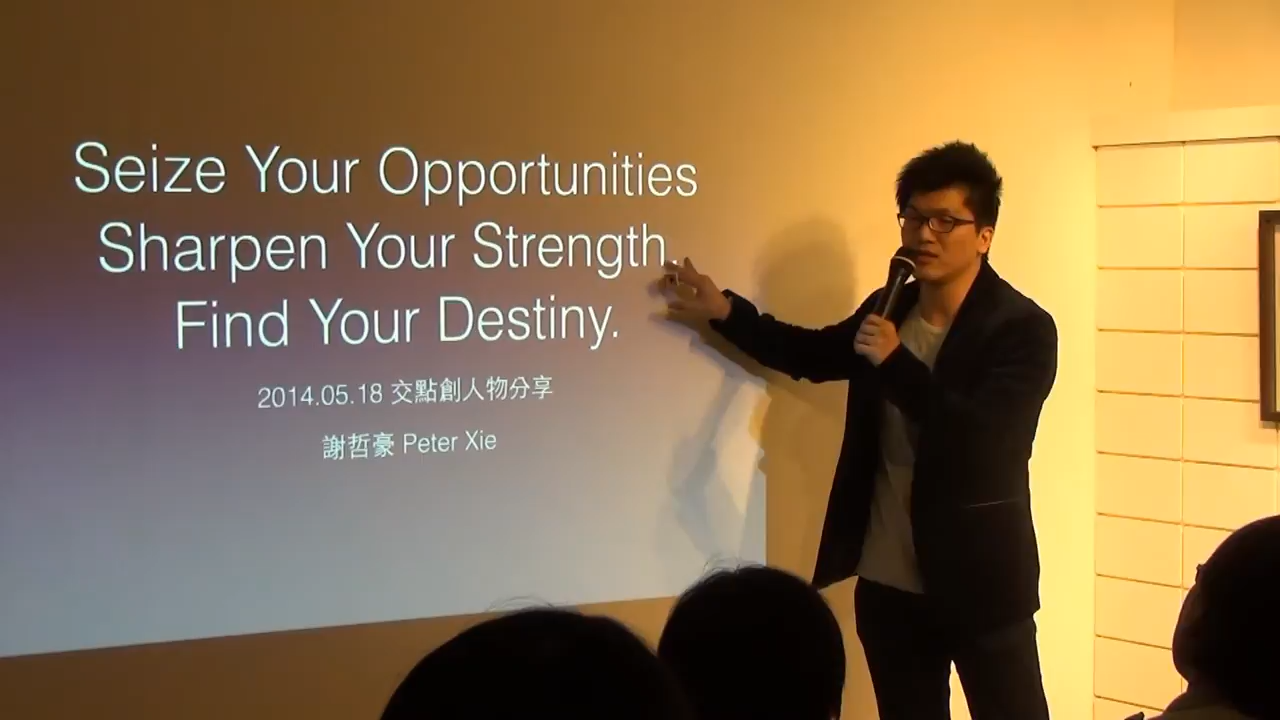 Seize Your Opportunities
Sharpen Your Strength.
Find Your Destiny.
2014.05.18 交點創人物分享
謝哲豪 Peter Xie